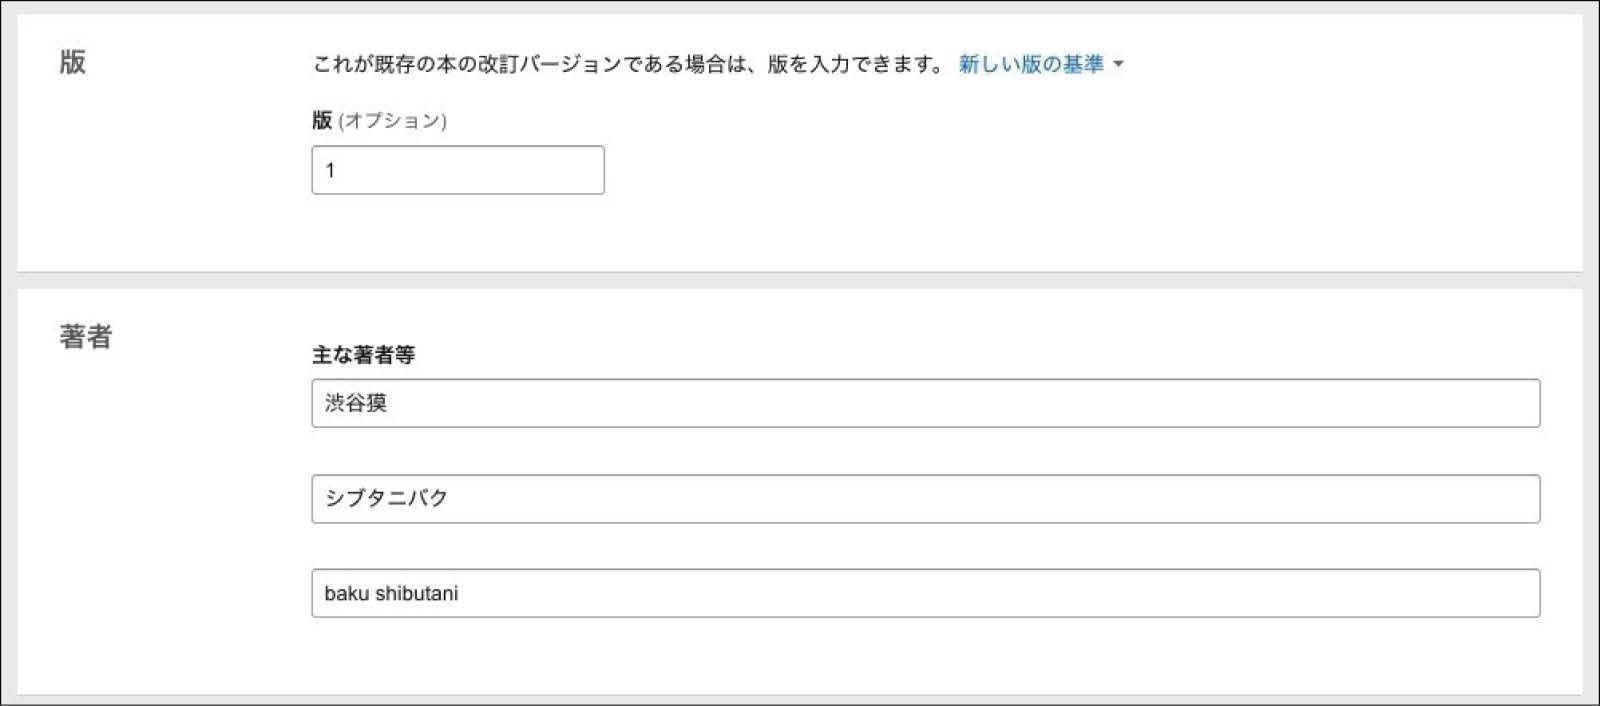 版
これが既存の本の改訂バージョンである場合は、版を入力できます。 新しい版の基準
版 (オプション)
1
著者
主な著者等
渋谷獏
シブタニバク
baku shibutani